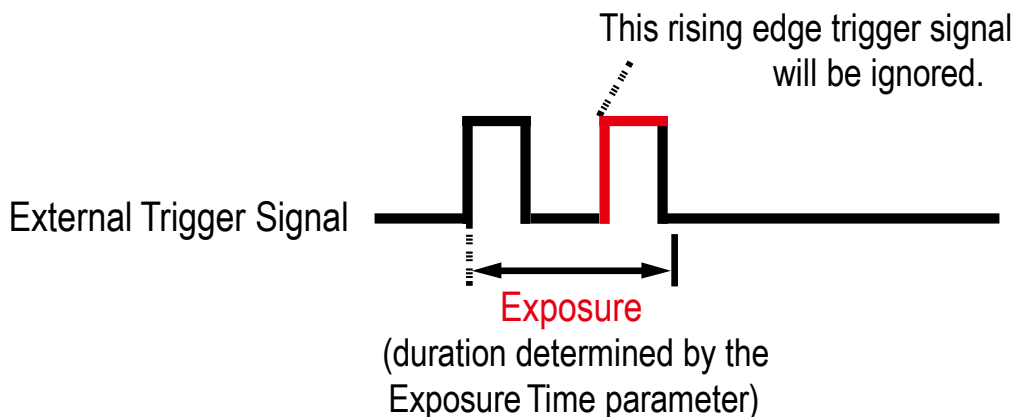 This rising edge trigger signal
will be ignored.
External Trigger Signal
Exposure
(duration determined by the
Exposure Time parameter)